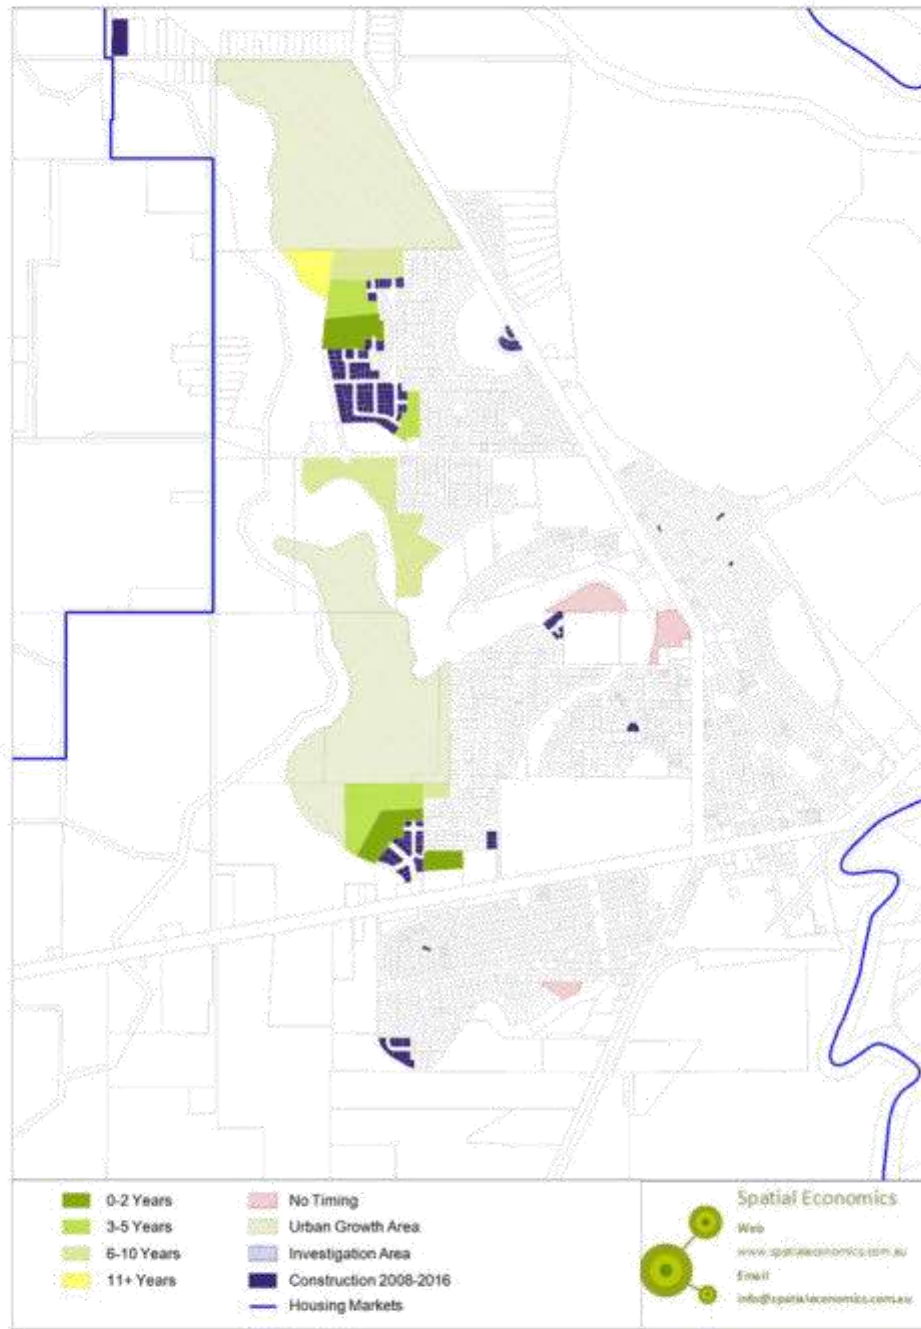 0-2 Years
3-5 Years
6-10 Years
11+ Years
No Timing
Urban Growth Area
Investigation Area
Construction 2008-2016
Housing Markets
Spatial Economics
Web
www.spatialeconomics.com.au
Email
info@spatialeconomics.com.au